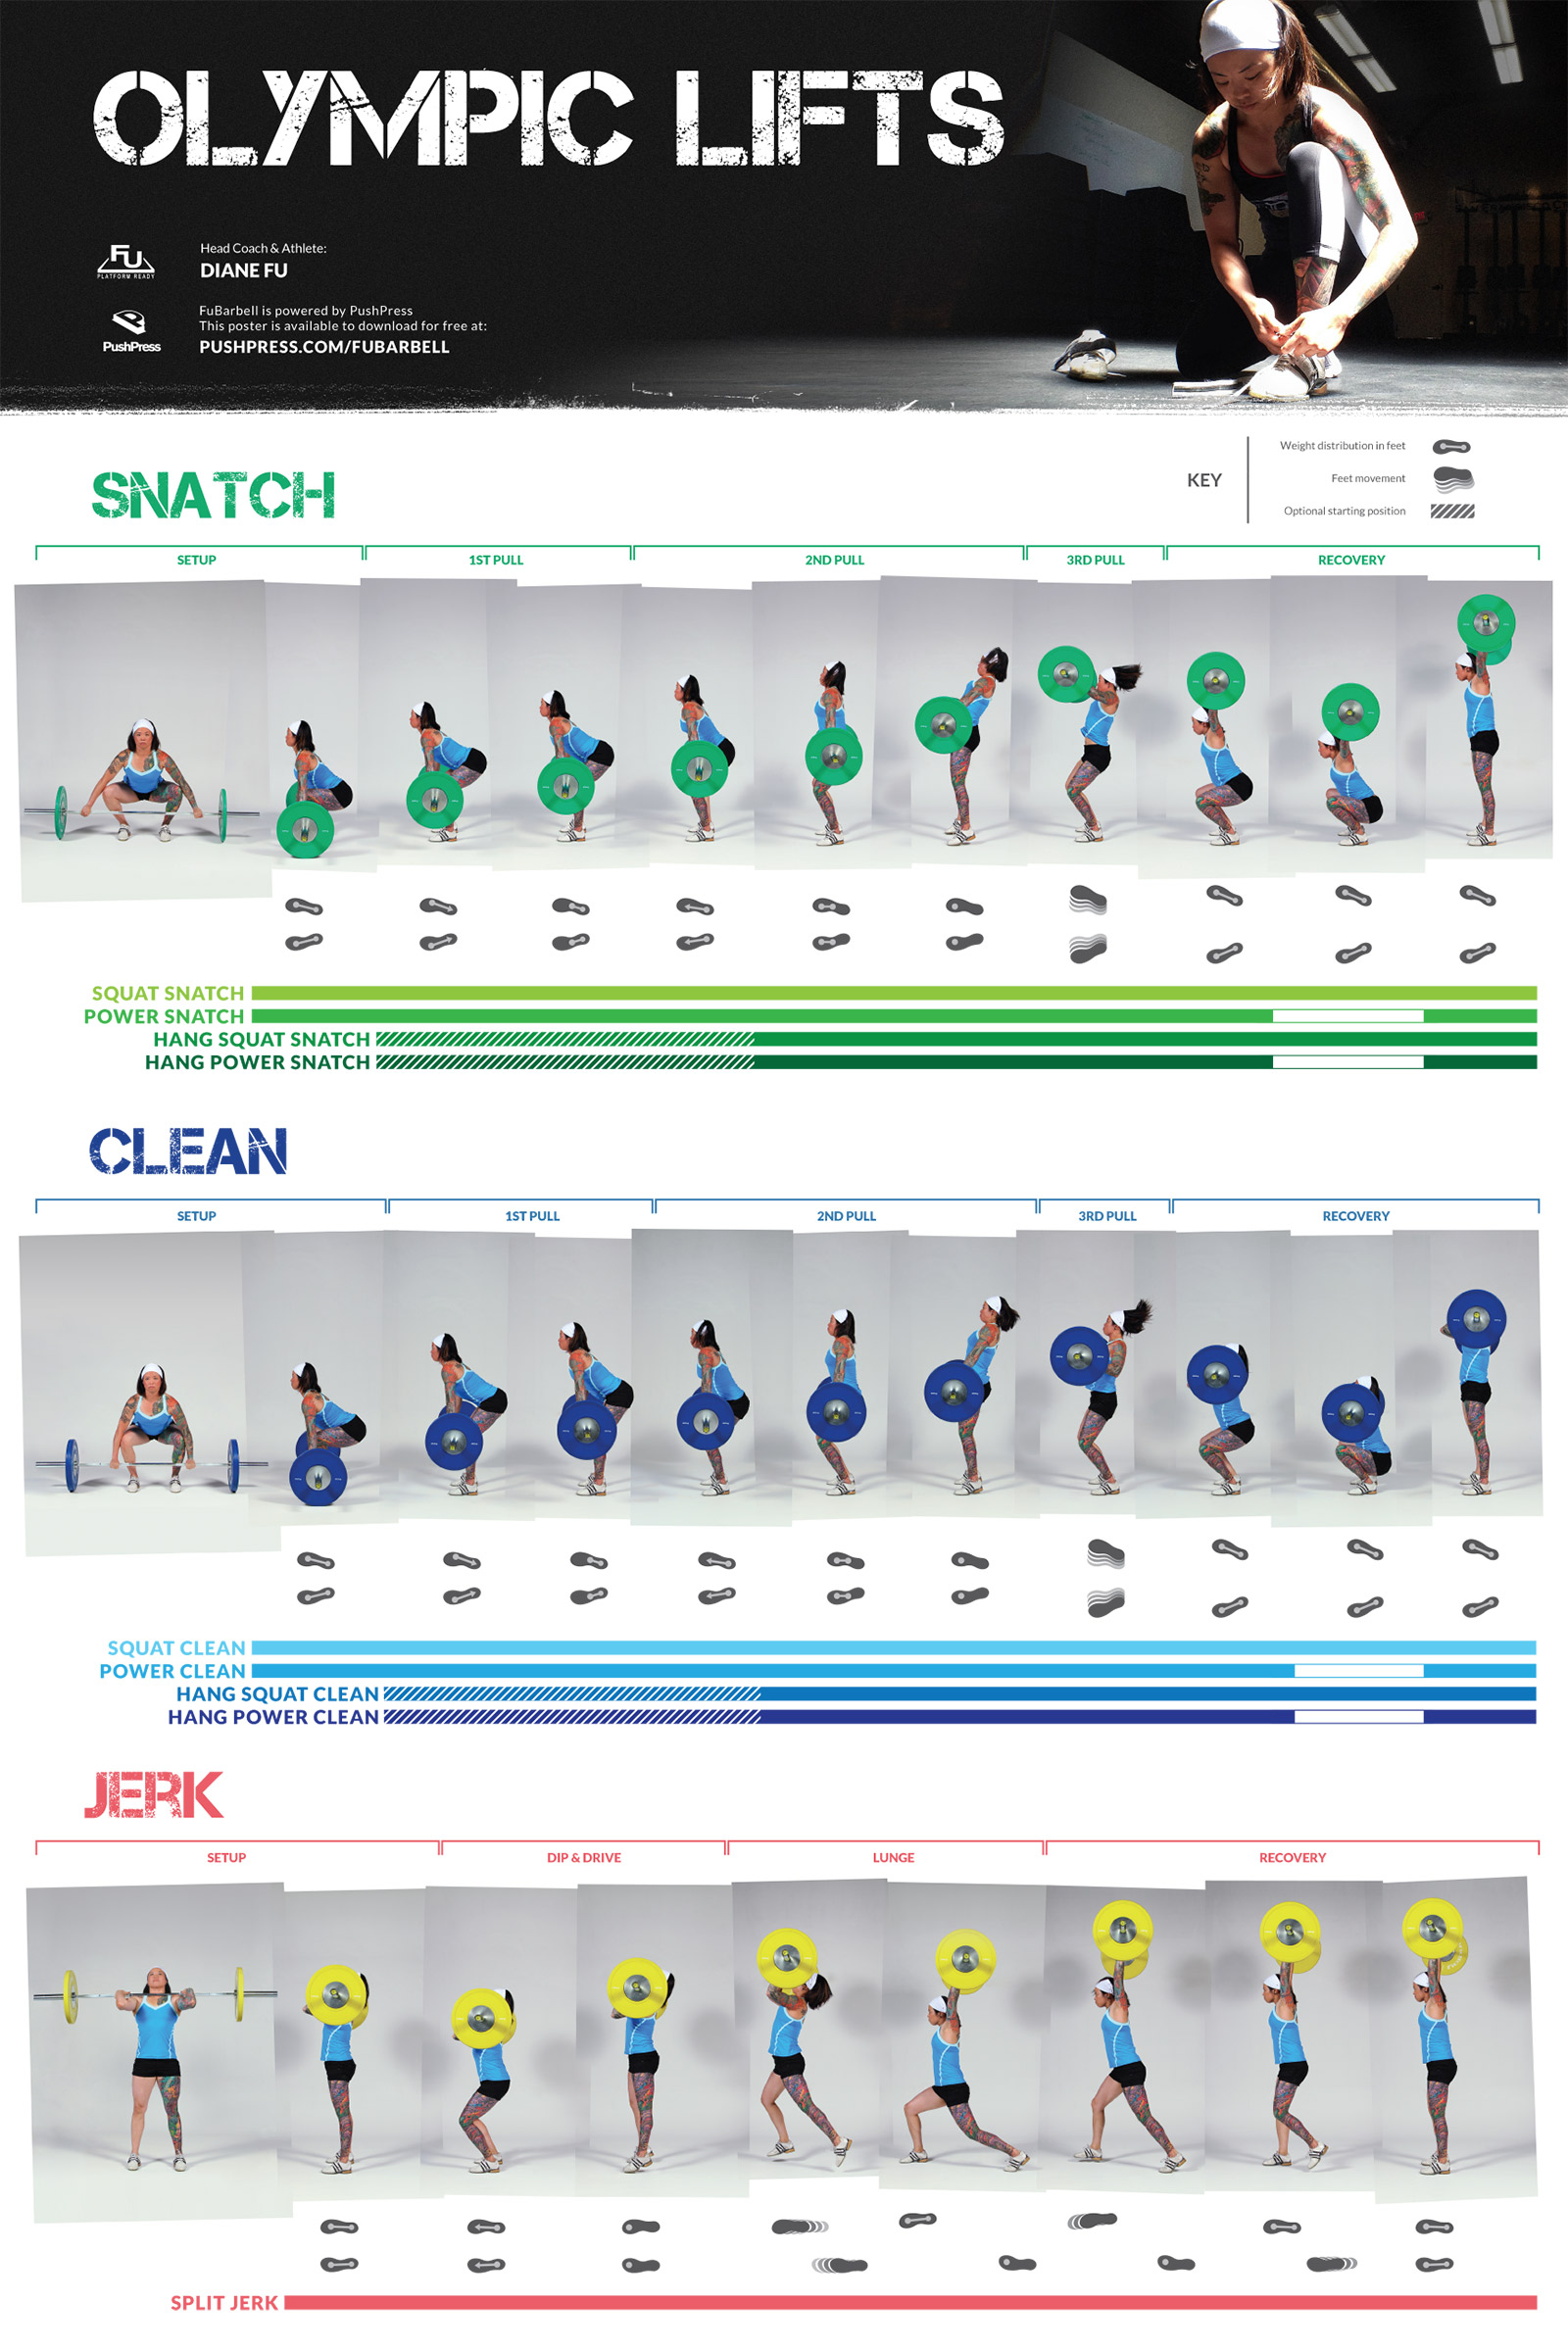 OLYMPIC LIFTS
FU
PLATFORM READY
Head Coach & Athlete:
DIANE FU
PushPress
FuBarbell is powered by PushPress
This poster is available to download for free at:
PUSHPRESS.COM/FUBARBELL
KEY
Weight distribution in feet
Feet movement
Optional starting position
SNATCH
SETUP
1ST PULL
2ND PULL
3RD PULL
RECOVERY
SQUAT SNATCH
POWER SNATCH
HANG SQUAT SNATCH
HANG POWER SNATCH
CLEAN
SETUP
1ST PULL
2ND PULL
3RD PULL
RECOVERY
SQUAT CLEAN
POWER CLEAN
HANG SQUAT CLEAN
HANG POWER CLEAN
JERK
SETUP
DIP & DRIVE
LUNGE
RECOVERY
SPLIT JERK